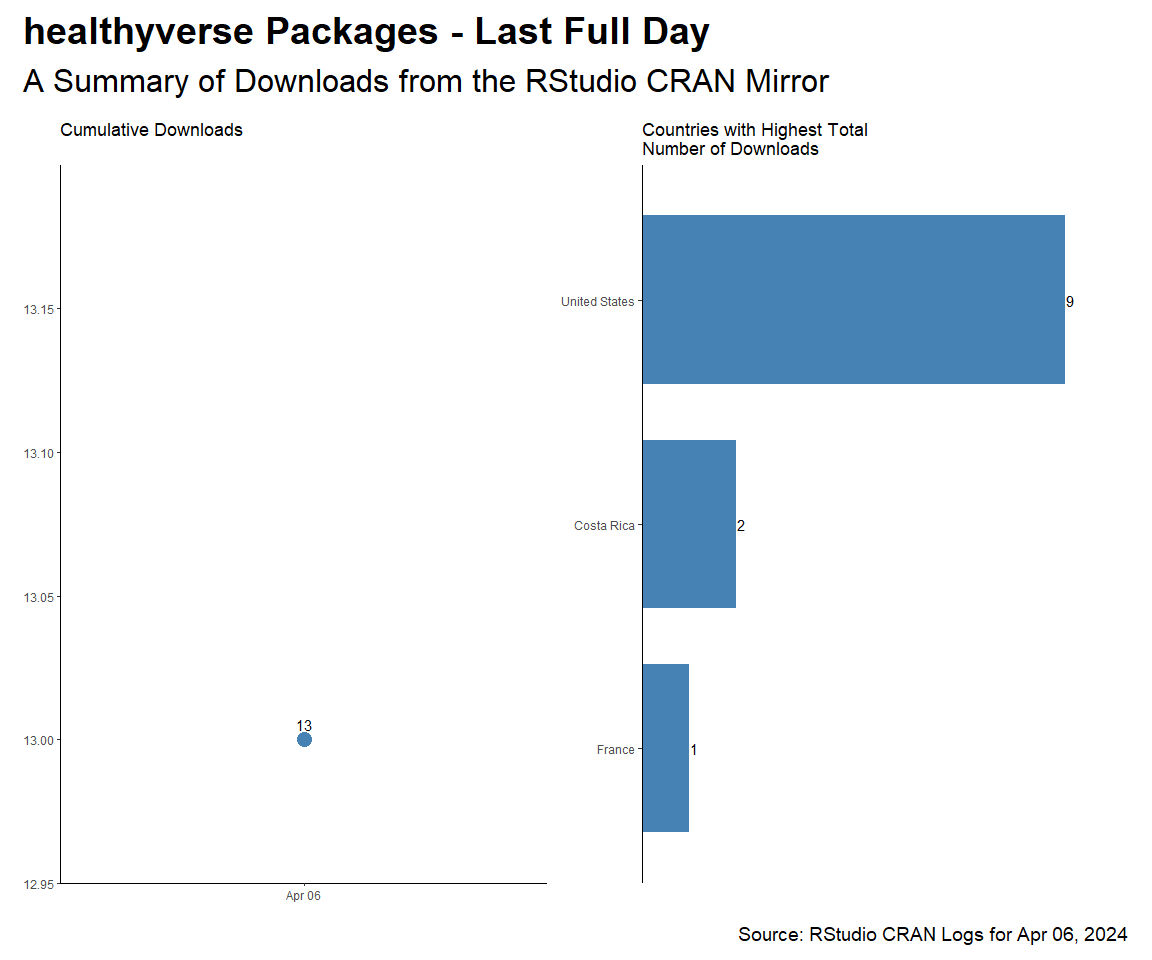 healthyverse Packages - Last Full Day
A Summary of Downloads from the RStudio CRAN Mirror
Cumulative Downloads
13.15
13.10
13.05
13.00
12.95
13
Apr 06
Countries with Highest Total
Number of Downloads
United States
9
Costa Rica
2
France
1
Source: RStudio CRAN Logs for Apr 06, 2024